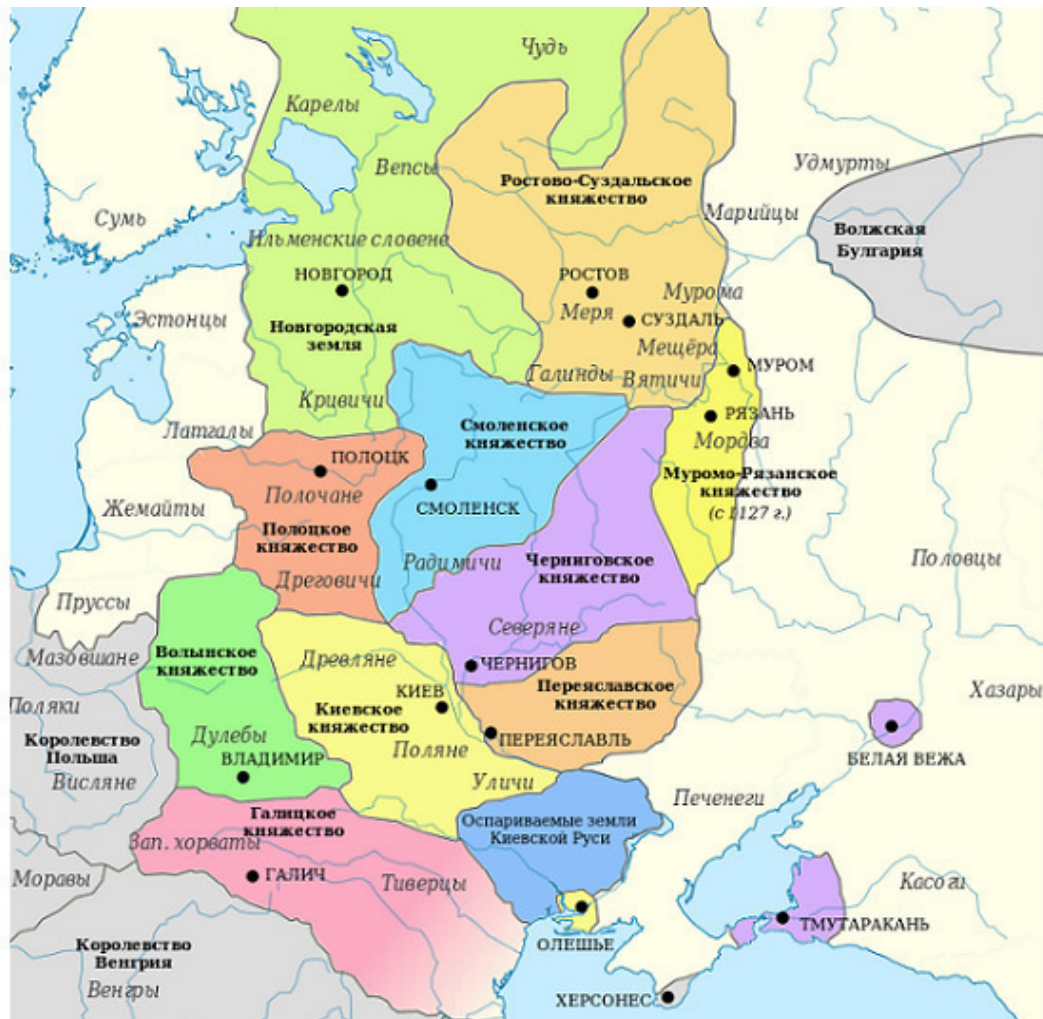 Чудь
Карелы
Вепсы
Удмурты
Ростово-Суздальское
княжество
Марийцы
Сумь
Волжская
Булгария
Ильменские словене
НОВГОРОД
РОСТОВ
Мурома
Меря
Эстонцы
СУЗДАЛЬ
Новгородская
земля
Мещёра
МУРОМ
Галинды
Вятичи
Кривичи
РЯЗАНЬ
Латгалы
Смоленское
княжество
Мордва
ПОЛОЦК
Муромо-Рязанское
княжество
(с 1127 г.)
Полочане
Жемайты
СМОЛЕНСК
Полоцкое
княжество
Радимичи
Черниговское
княжество
Половцы
Дреговичи
Пруссы
Северяне
Мазовшане
Волынское
княжество
Древляне
ЧЕРНИГОВ
Переяславское
княжество
КИЕВ
Хазары
Поляки
Киевское
княжество
Королевство
Польша
Дулебы
Поляне
ПЕРЕЯСЛАВЛЬ
ВЛАДИМИР
БЕЛАЯ ВЕЖА
Висляне
Уличи
Печенеги
Галицкое
княжество
Оспариваемые земли
Киевской Руси
Зап. хорваты
Моравы
ГАЛИЧ
Тиверцы
Касоги
ТМУТАРАКАНЬ
Королевство
Венгрия
ОЛЕШЬЕ
Венгры
ХЕРСОНЕС